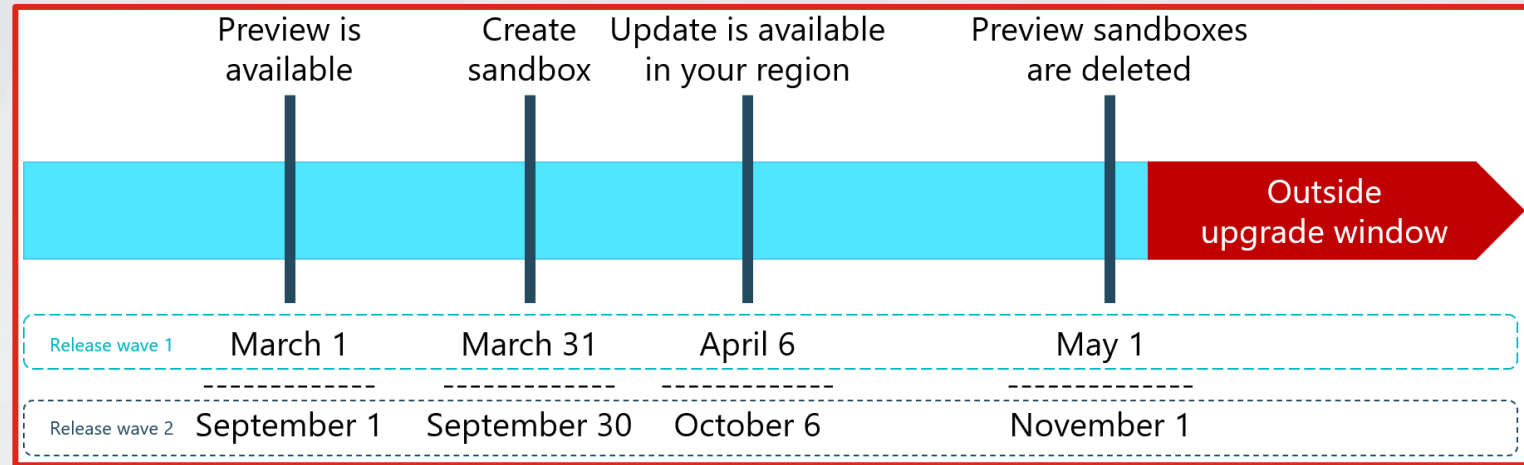 Preview is
available
Create
sandbox
Update is available
in your region
Preview sandboxes
are deleted
Outside
upgrade window
Release wave 1 March 1 March 31 April 6 May 1
Release wave 2 September 1 September 30 October 6 November 1